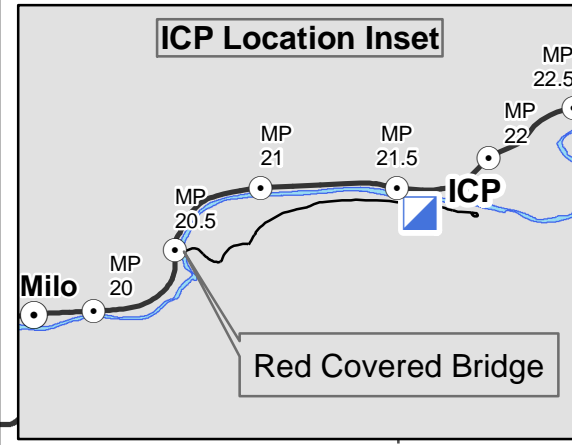 ICP Location Inset
MP
22.5
MP
22
MP
21
MP
21.5
ICP
MP
20.5
MP
20
Milo
Red Covered Bridge